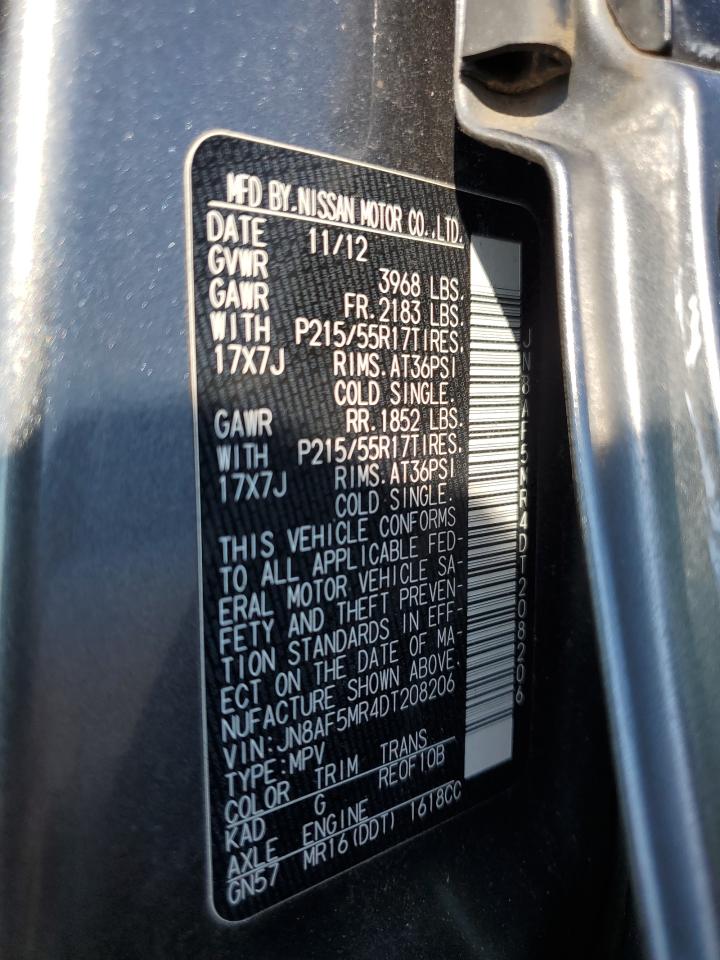 MFD BY.NISSAN MOTOR CO.,LTD.
DATE 11/12
GVWR 3968 LBS.
GAWR FR.2183 LBS.
WITH P215/55R17TIRES.
17X7J RIMS.AT36PSI
COLD SINGLE.
GAWR RR.1852 LBS.
WITH P215/55R17TIRES.
17X7J RIMS.AT36PSI
COLD SINGLE.
THIS VEHICLE CONFORMS
TO ALL APPLICABLE FED-
ERAL MOTOR VEHICLE SA-
FETY AND THEFT PREVEN-
TION STANDARDS IN EFF-
ECT ON THE DATE OF MA-
NUFACTURE SHOWN ABOVE.
VIN:JN8AF5MR4DT208206
TYPE:MPV
COLOR TRIM TRANS
KAD G RE0F10B
AXLE ENGINE
GN57 MR16(DDT) 1618CC
JN8AF5MR4DT208206